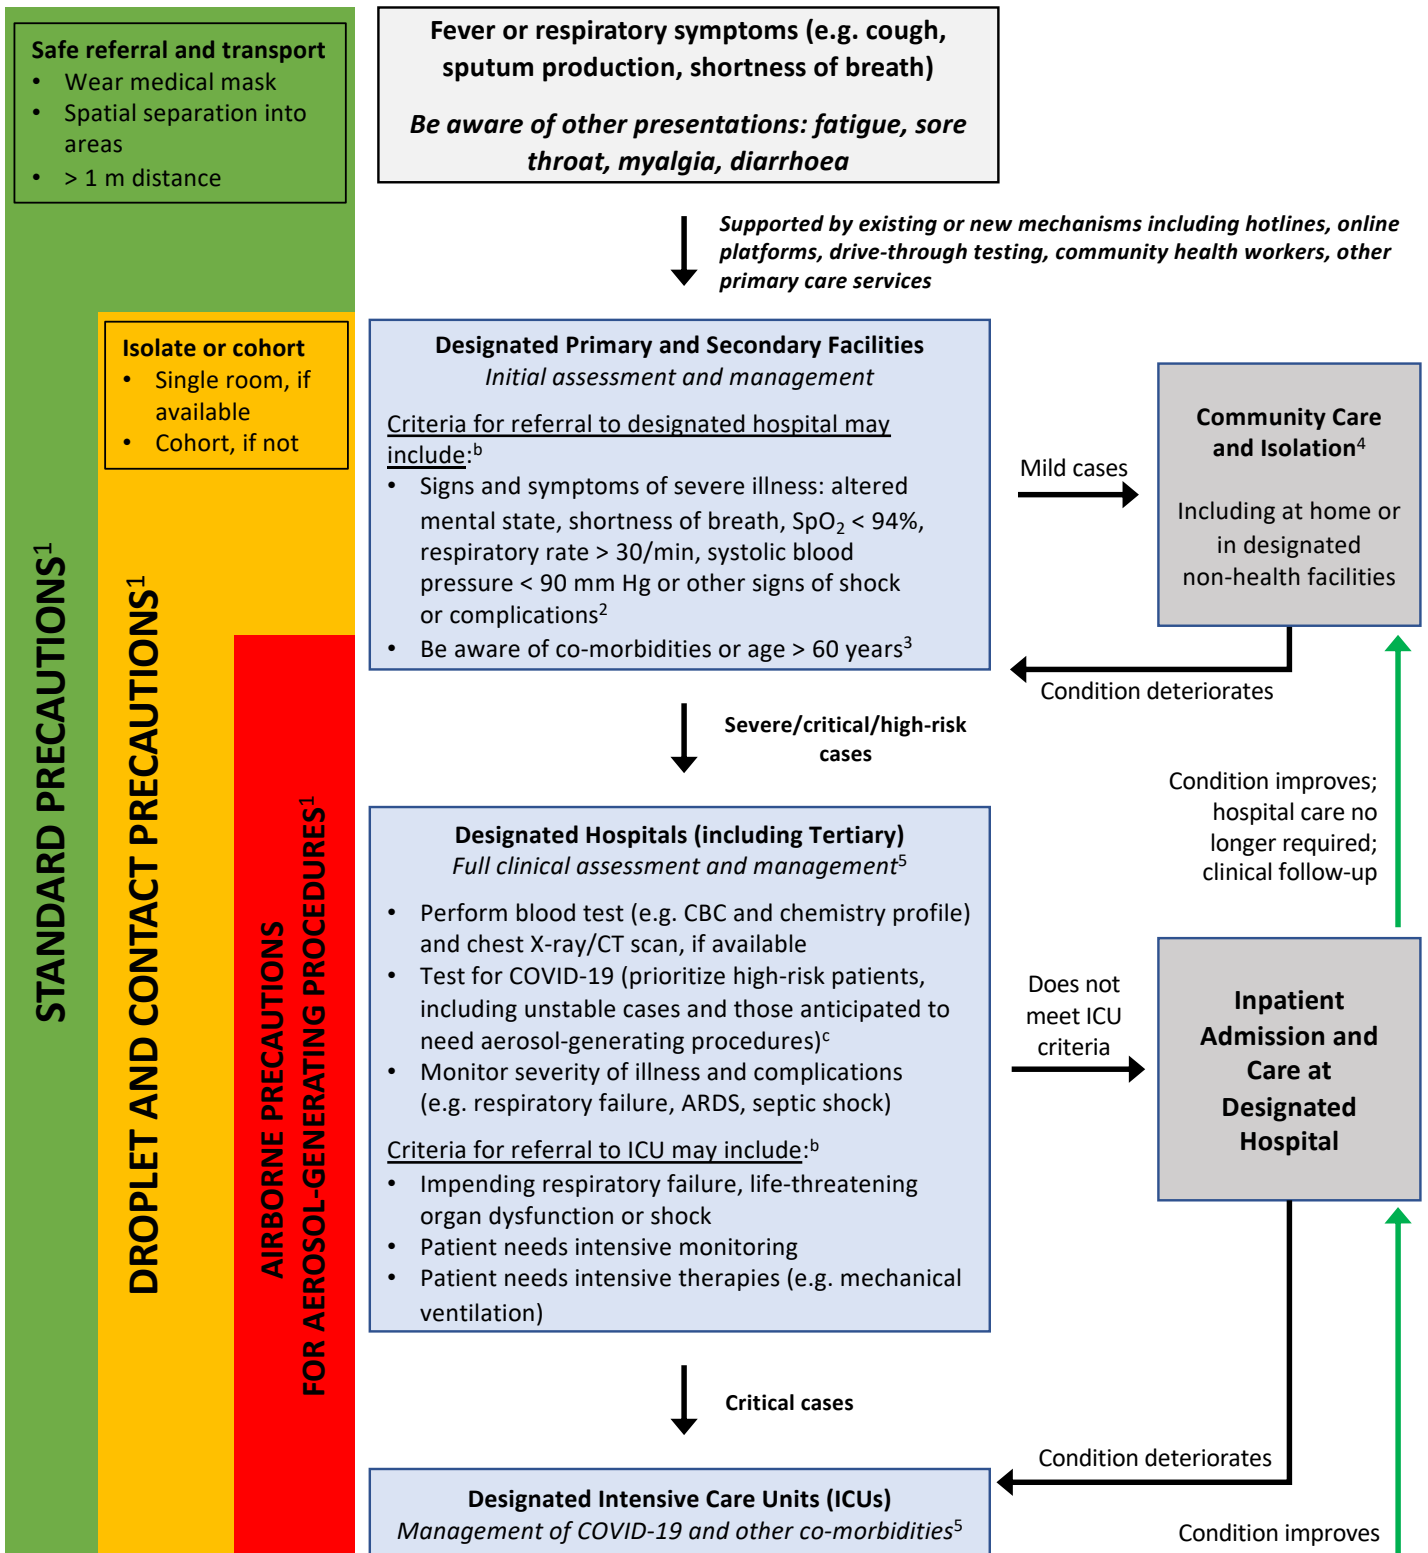 Safe referral and transport
• Wear medical mask
• Spatial separation into
areas
• > 1 m distance
Fever or respiratory symptoms (e.g. cough,
sputum production, shortness of breath)
Be aware of other presentations: fatigue, sore
throat, myalgia, diarrhoea
Supported by existing or new mechanisms including hotlines, online
platforms, drive-through testing, community health workers, other
primary care services
Isolate or cohort
• Single room, if
available
• Cohort, if not
STANDARD PRECAUTIONS¹
DROPLET AND CONTACT PRECAUTIONS¹
AIRBORNE PRECAUTIONS
FOR AEROSOL-GENERATING PROCEDURES¹
Designated Primary and Secondary Facilities
Initial assessment and management
Criteria for referral to designated hospital may
include:ᵇ
• Signs and symptoms of severe illness: altered
mental state, shortness of breath, SpO₂ < 94%,
respiratory rate > 30/min, systolic blood
pressure < 90 mm Hg or other signs of shock
or complications²
• Be aware of co-morbidities or age > 60 years³
Mild cases
Community Care
and Isolation⁴
Including at home or
in designated
non-health facilities
Condition deteriorates
Severe/critical/high-risk
cases
Condition improves;
hospital care no
longer required;
clinical follow-up
Designated Hospitals (including Tertiary)
Full clinical assessment and management⁵
• Perform blood test (e.g. CBC and chemistry profile)
and chest X-ray/CT scan, if available
• Test for COVID-19 (prioritize high-risk patients,
including unstable cases and those anticipated to
need aerosol-generating procedures)ᶜ
• Monitor severity of illness and complications
(e.g. respiratory failure, ARDS, septic shock)
Criteria for referral to ICU may include:ᵇ
• Impending respiratory failure, life-threatening
organ dysfunction or shock
• Patient needs intensive monitoring
• Patient needs intensive therapies (e.g. mechanical
ventilation)
Does not
meet ICU
criteria
Inpatient
Admission and
Care at
Designated
Hospital
Critical cases
Condition deteriorates
Designated Intensive Care Units (ICUs)
Management of COVID-19 and other co-morbidities⁵
Condition improves